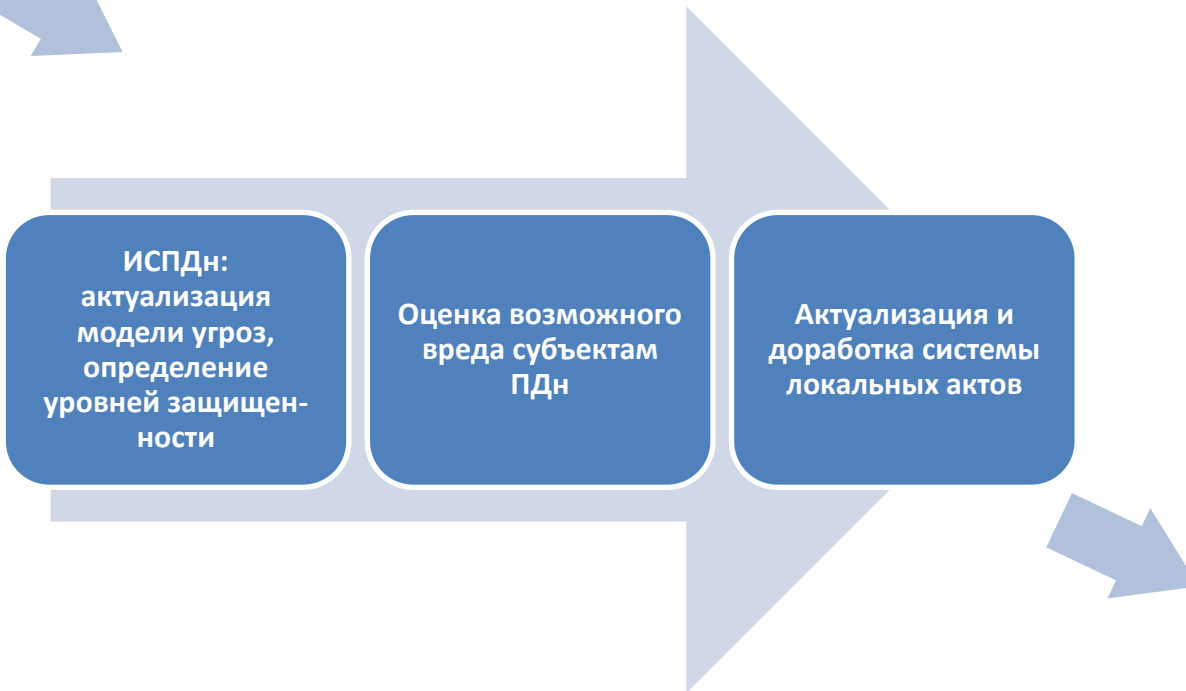 ИСПДн:
актуализация
модели угроз,
определение
уровней защищен-
ности
Оценка возможного
вреда субъектам
ПДн
Актуализация и
доработка системы
локальных актов